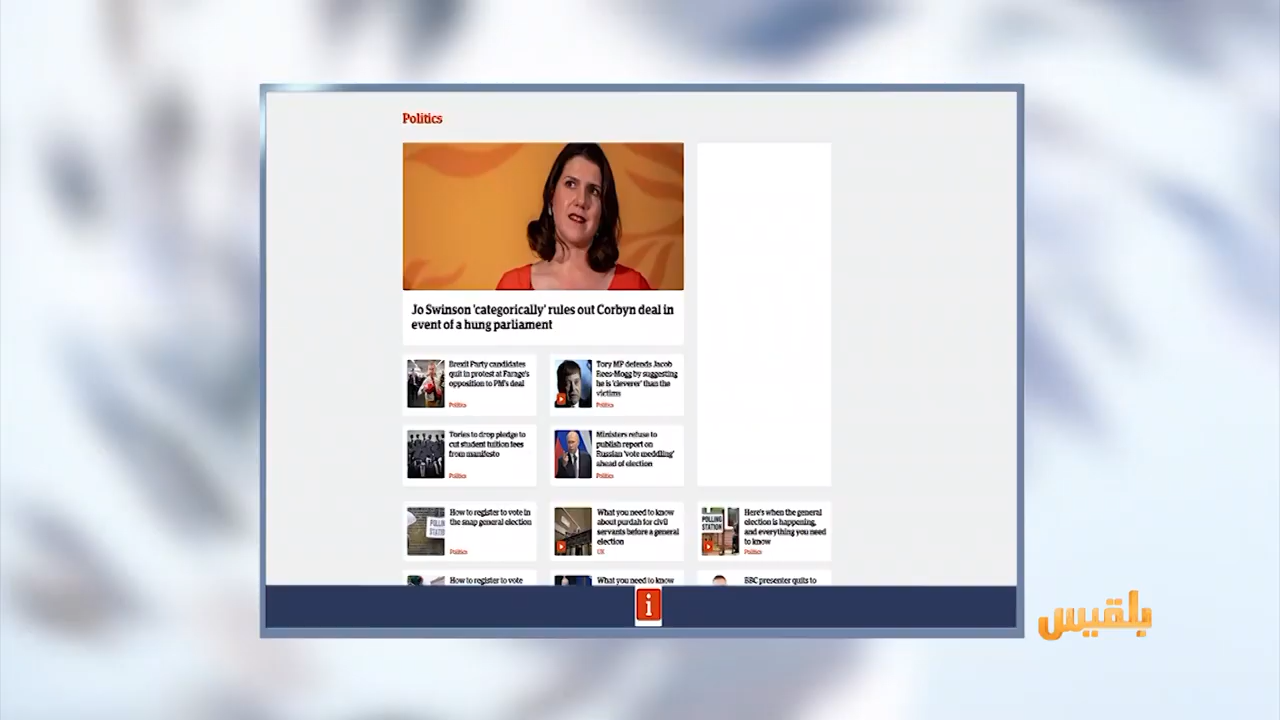 Politics
Jo Swinson 'categorically' rules out Corbyn deal in
event of a hung parliament
Brexit Party candidates
quit in protest at Farage's
opposition to PM's deal
Politics
Tory MP defends Jacob
Rees-Mogg by suggesting
he is 'cleverer' than the
victims
Politics
Tories to drop pledge to
cut student tuition fees
from manifesto
Politics
Ministers refuse to
publish report on
Russian 'vote meddling'
ahead of election
Politics
How to register to vote in
the snap general election
Politics
What you need to know
about purdah for civil
servants before a general
election
UK
POLLING
STATION
Here's when the general
election is happening,
and everything you need
to know
Politics
How to register to vote
What you need to know
BBC presenter quits to
i
بلقيس